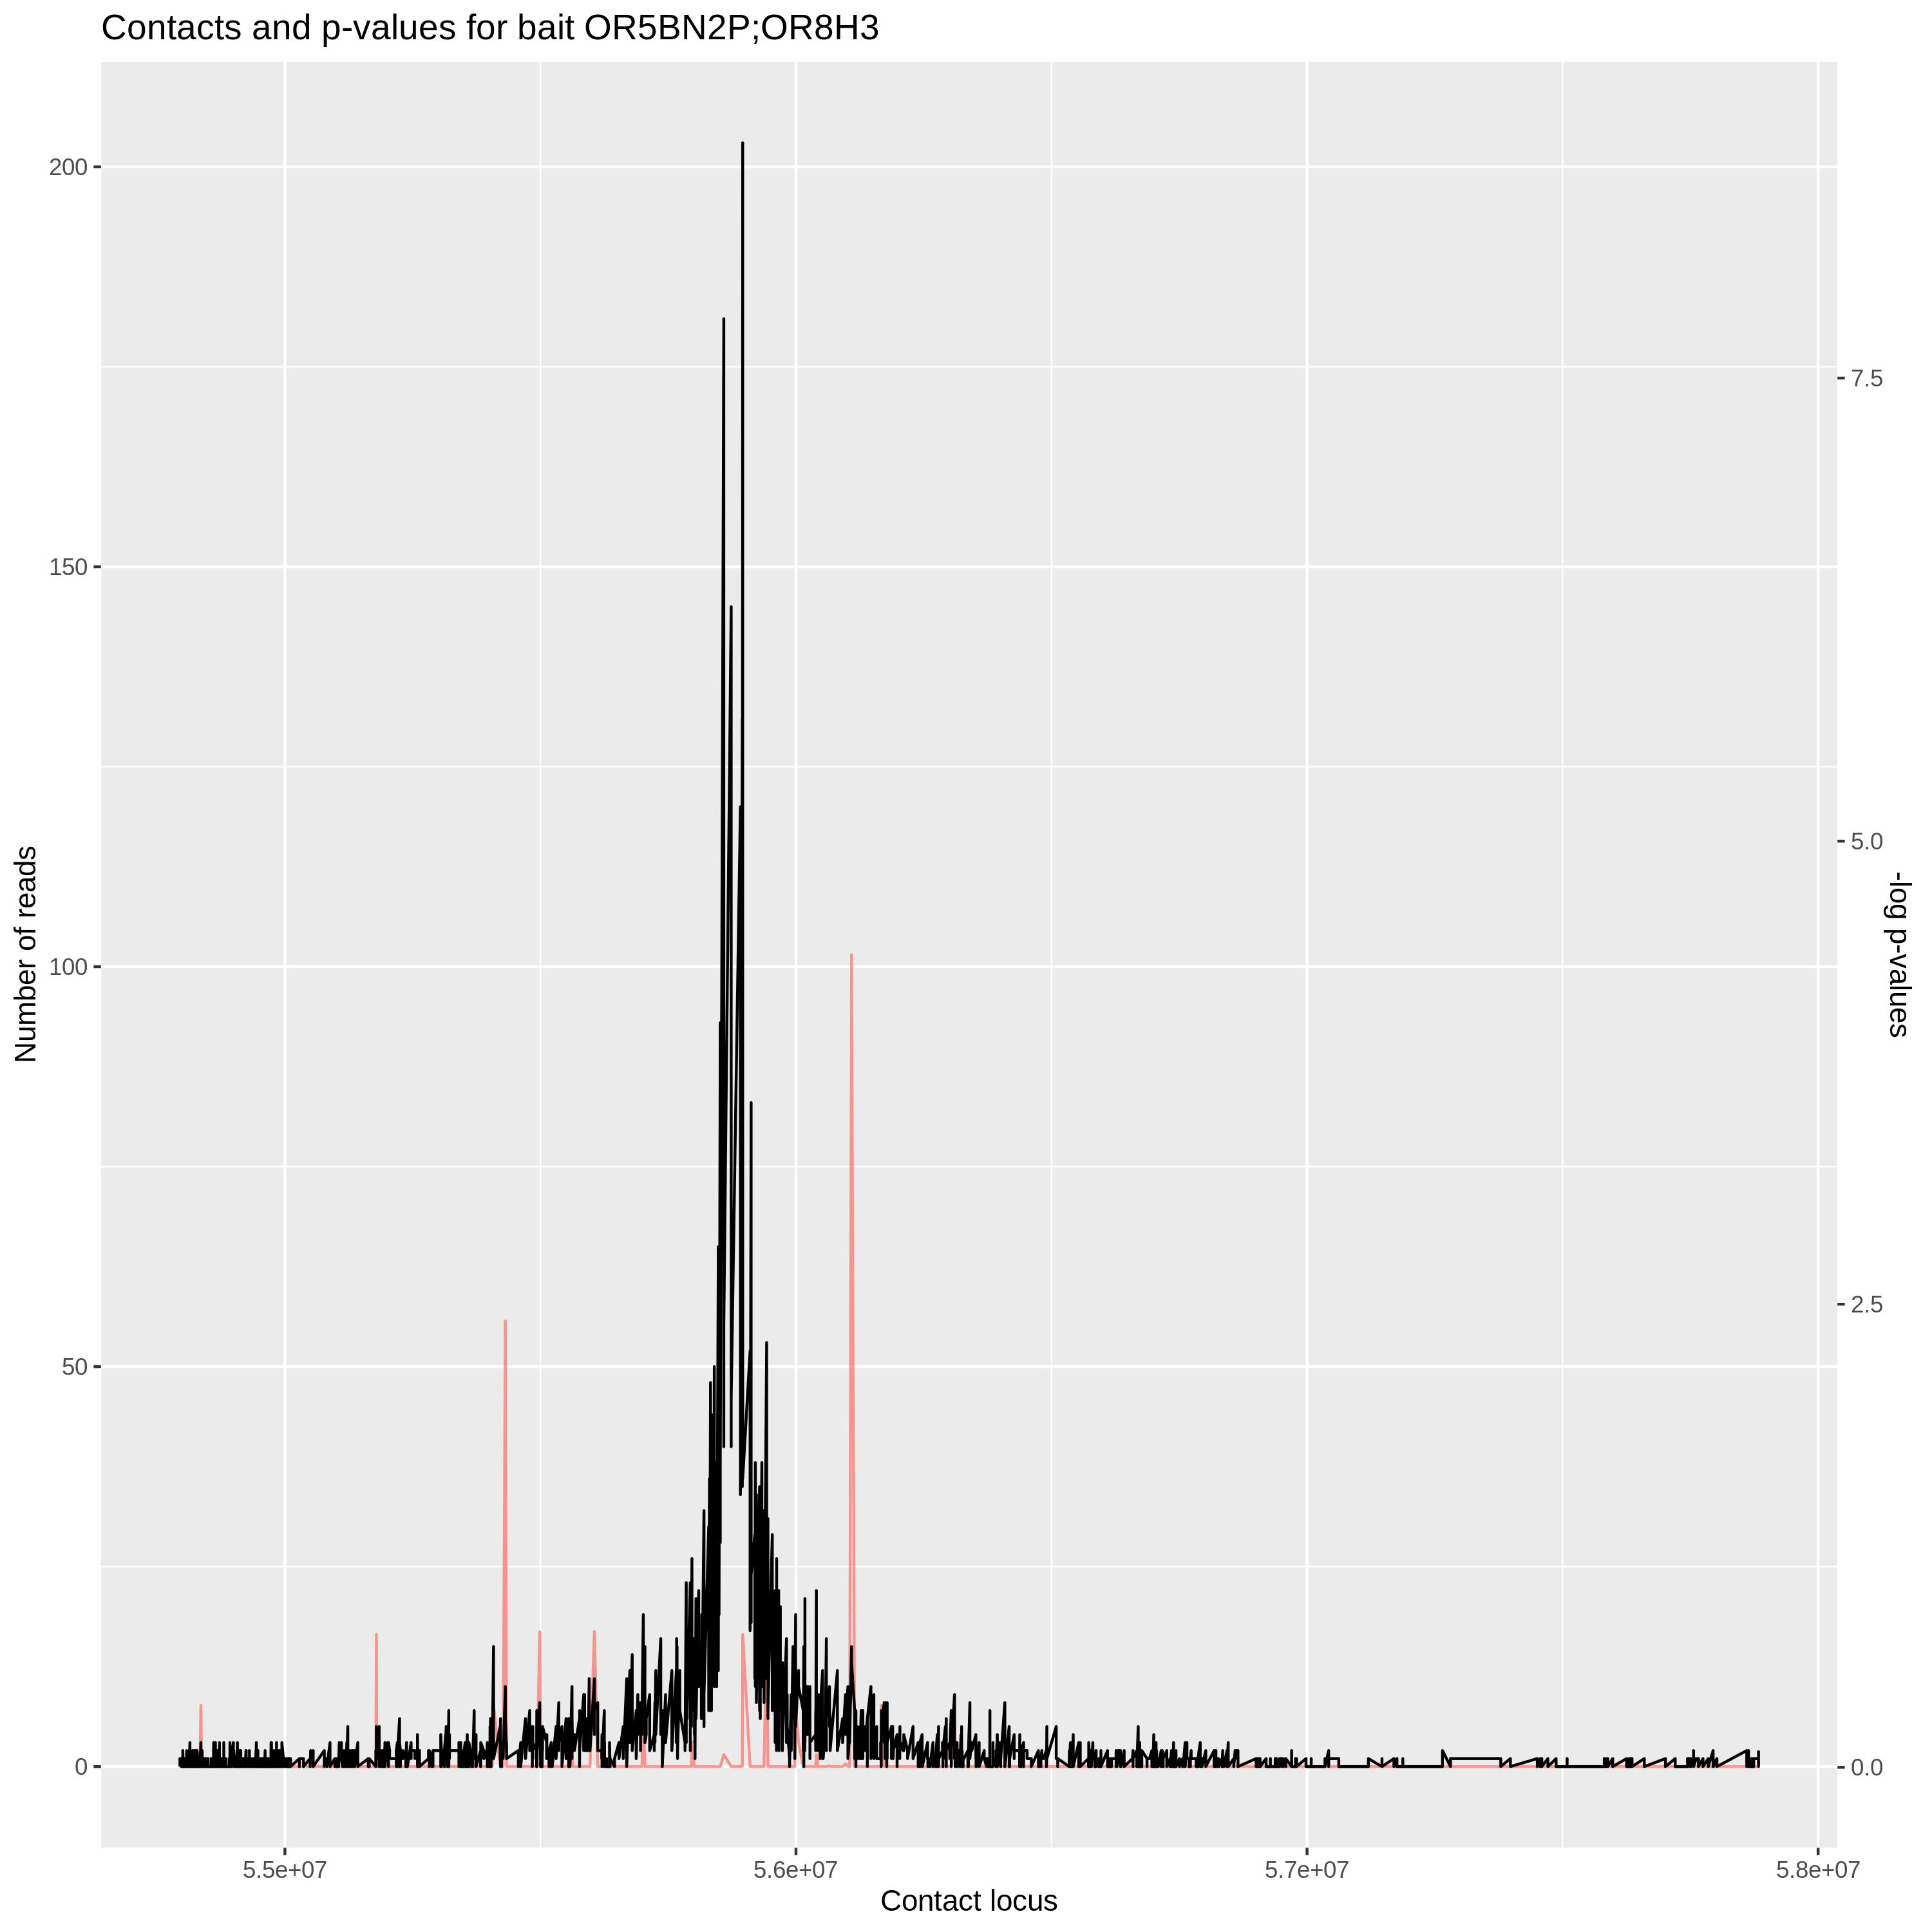 Contacts and p-values for bait OR5BN2P;OR8H3
200
150
100
50
0
Number of reads
7.5
5.0
2.5
0.0
-log p-values
5.5e+07
5.6e+07
5.7e+07
5.8e+07
Contact locus